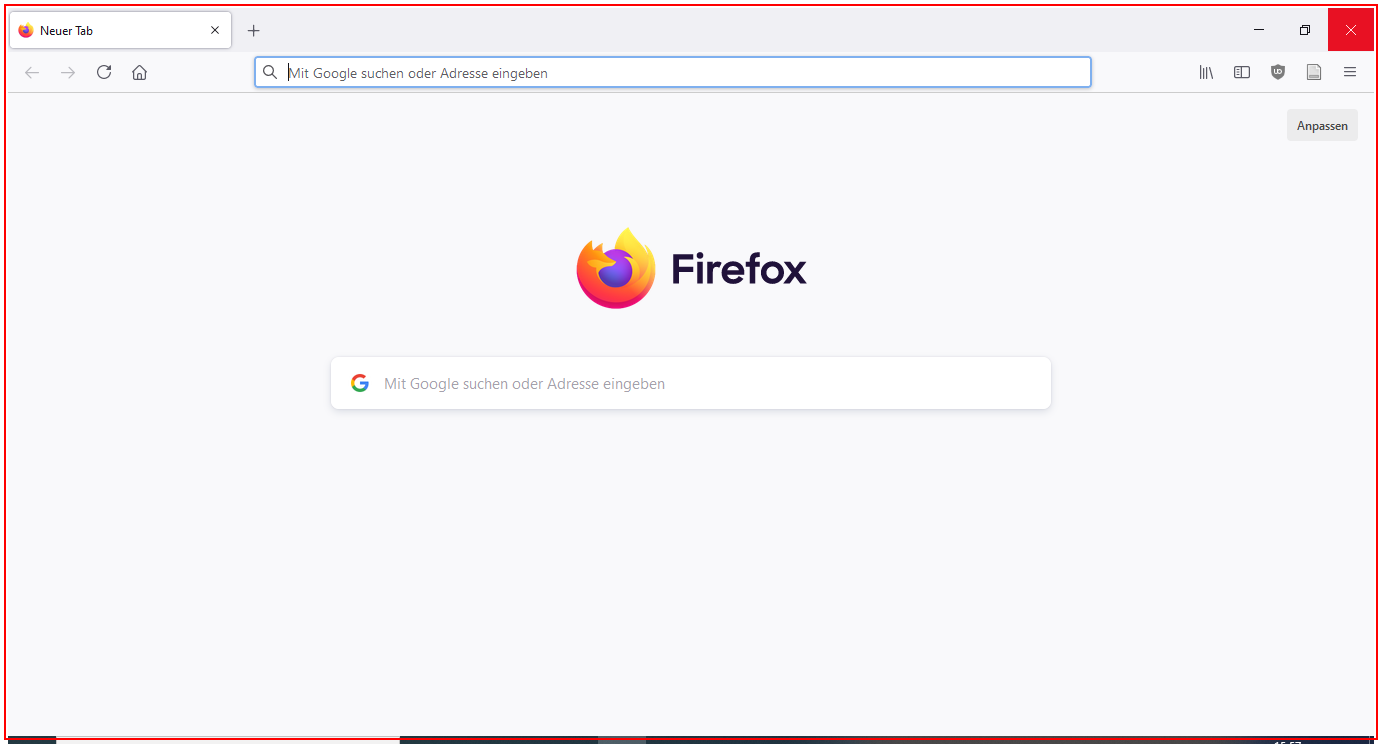 Neuer Tab
Mit Google suchen oder Adresse eingeben
Anpassen
Firefox
Mit Google suchen oder Adresse eingeben